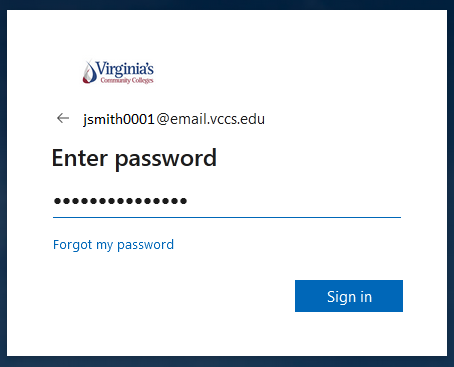 Virginia's
Community Colleges
jsmith0001@email.vccs.edu
Enter password
●●●●●●●●●●●●●●●
Forgot my password
Sign in